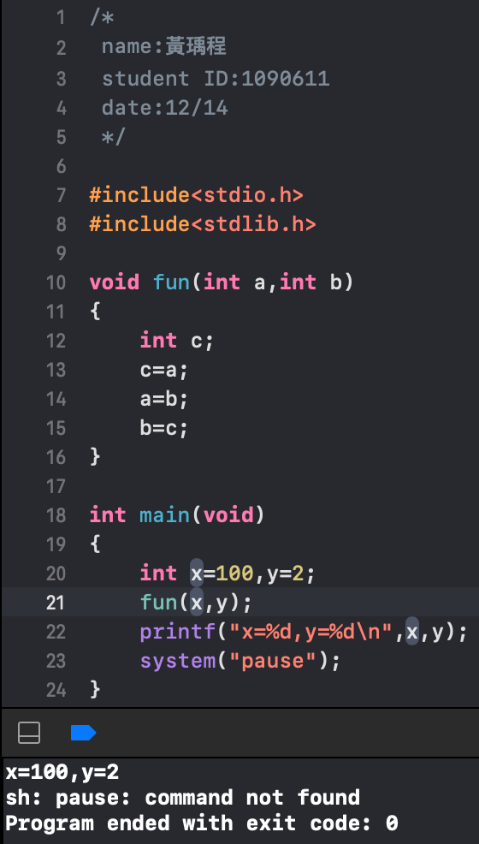 1 /*
2  name:黃瑀程
3  student ID:1090611
4  date:12/14
5  */
6
7 #include<stdio.h>
8 #include<stdlib.h>
9
10 void fun(int a,int b)
11 {
12     int c;
13     c=a;
14     a=b;
15     b=c;
16 }
17
18 int main(void)
19 {
20     int x=100,y=2;
21     fun(x,y);
22     printf("x=%d,y=%d\n",x,y);
23     system("pause");
24 }
x=100,y=2
sh: pause: command not found
Program ended with exit code: 0